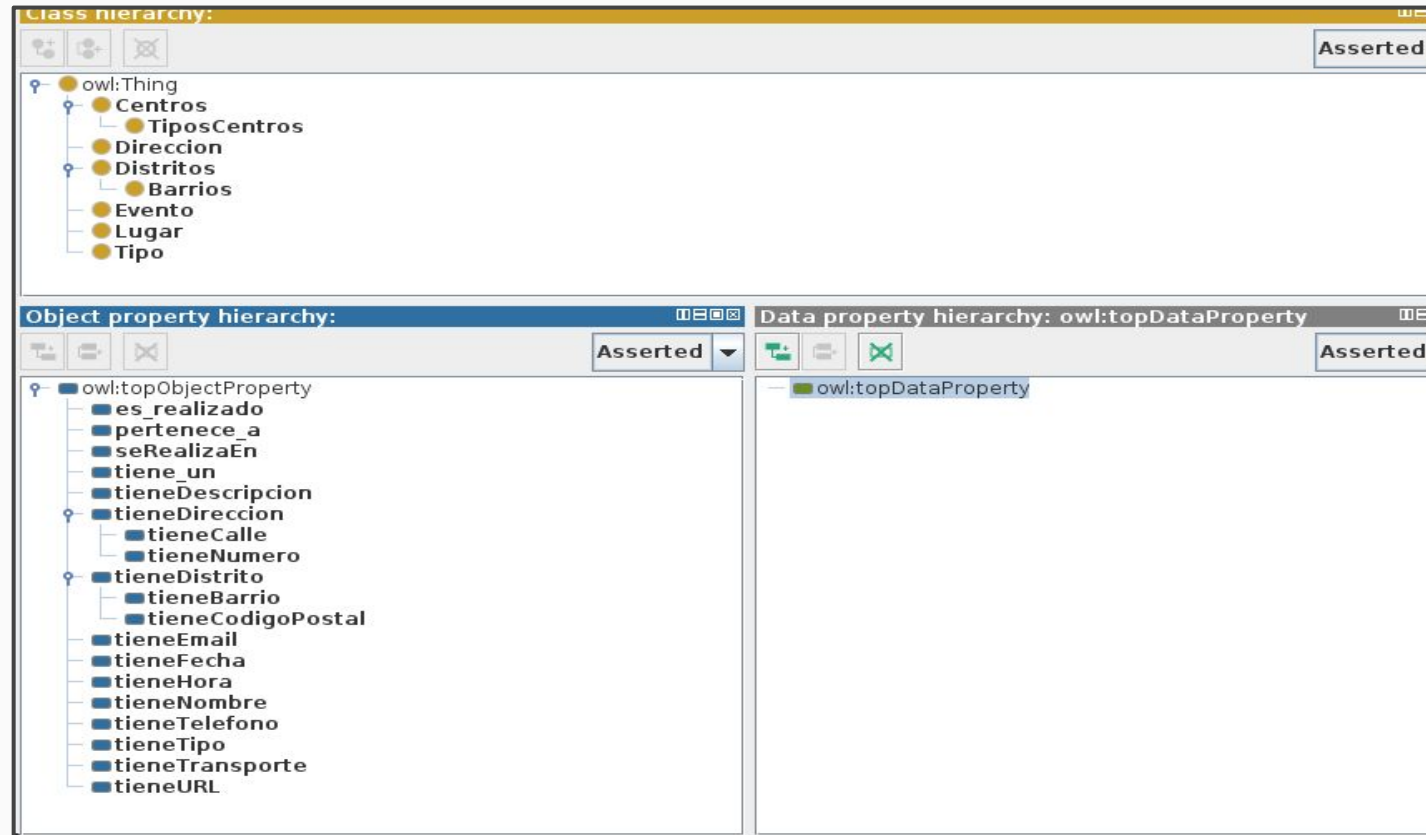 Class hierarchy:
Asserted
owl:Thing
Centros
TiposCentros
Direccion
Distritos
Barrios
Evento
Lugar
Tipo
Object property hierarchy:
Asserted
owl:topObjectProperty
es_realizado
pertenece_a
seRealizaEn
tiene_un
tieneDescripcion
tieneDireccion
tieneCalle
tieneNumero
tieneDistrito
tieneBarrio
tieneCodigoPostal
tieneEmail
tieneFecha
tieneHora
tieneNombre
tieneTelefono
tieneTipo
tieneTransporte
tieneURL
Data property hierarchy: owl:topDataProperty
Asserted
owl:topDataProperty